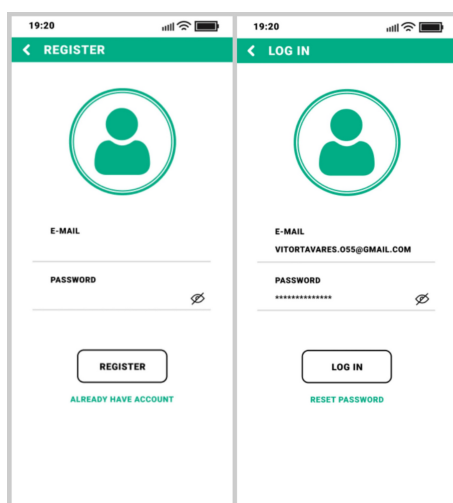 19:20
REGISTER
E-MAIL
PASSWORD
REGISTER
ALREADY HAVE ACCOUNT
19:20
LOG IN
E-MAIL
VITORTAVARES.O55@GMAIL.COM
PASSWORD
**************
LOG IN
RESET PASSWORD